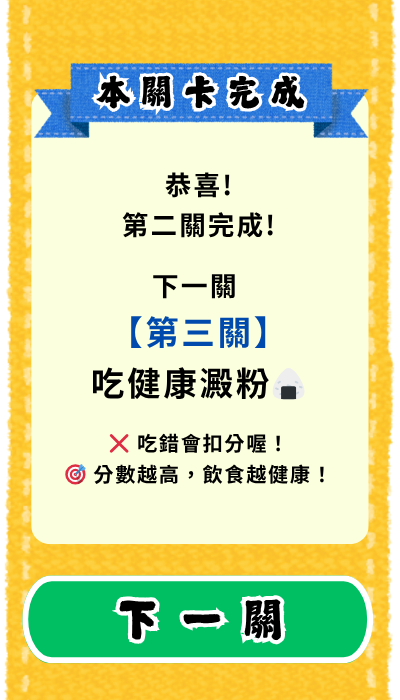 本關卡完成
恭喜!
第二關完成!
下一關
【第三關】
吃健康澱粉🍙
❌ 吃錯會扣分喔！
🎯 分數越高，飲食越健康！
下一關